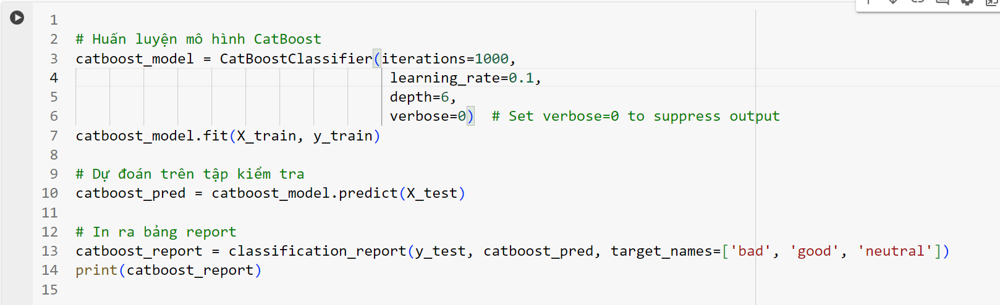 1
2 # Huấn luyện mô hình CatBoost
3 catboost_model = CatBoostClassifier(iterations=1000,
4 learning_rate=0.1,
5 depth=6,
6 verbose=0)  # Set verbose=0 to suppress output
7 catboost_model.fit(X_train, y_train)
8
9 # Dự đoán trên tập kiểm tra
10 catboost_pred = catboost_model.predict(X_test)
11
12 # In ra bảng report
13 catboost_report = classification_report(y_test, catboost_pred, target_names=['bad', 'good', 'neutral'])
14 print(catboost_report)
15